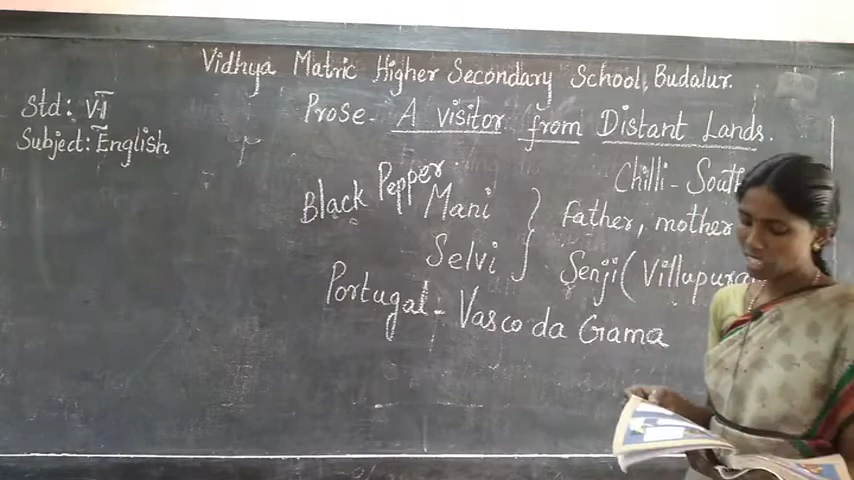 Vidhya Matric Higher Secondary School, Budalur.
Std: VII
Subject: English
Prose - A visitor from Distant Lands.
Black Pepper
Chilli - South
Mani
Father, mother
Selvi
Senji (Villupura
Portugal - Vasco da Gama